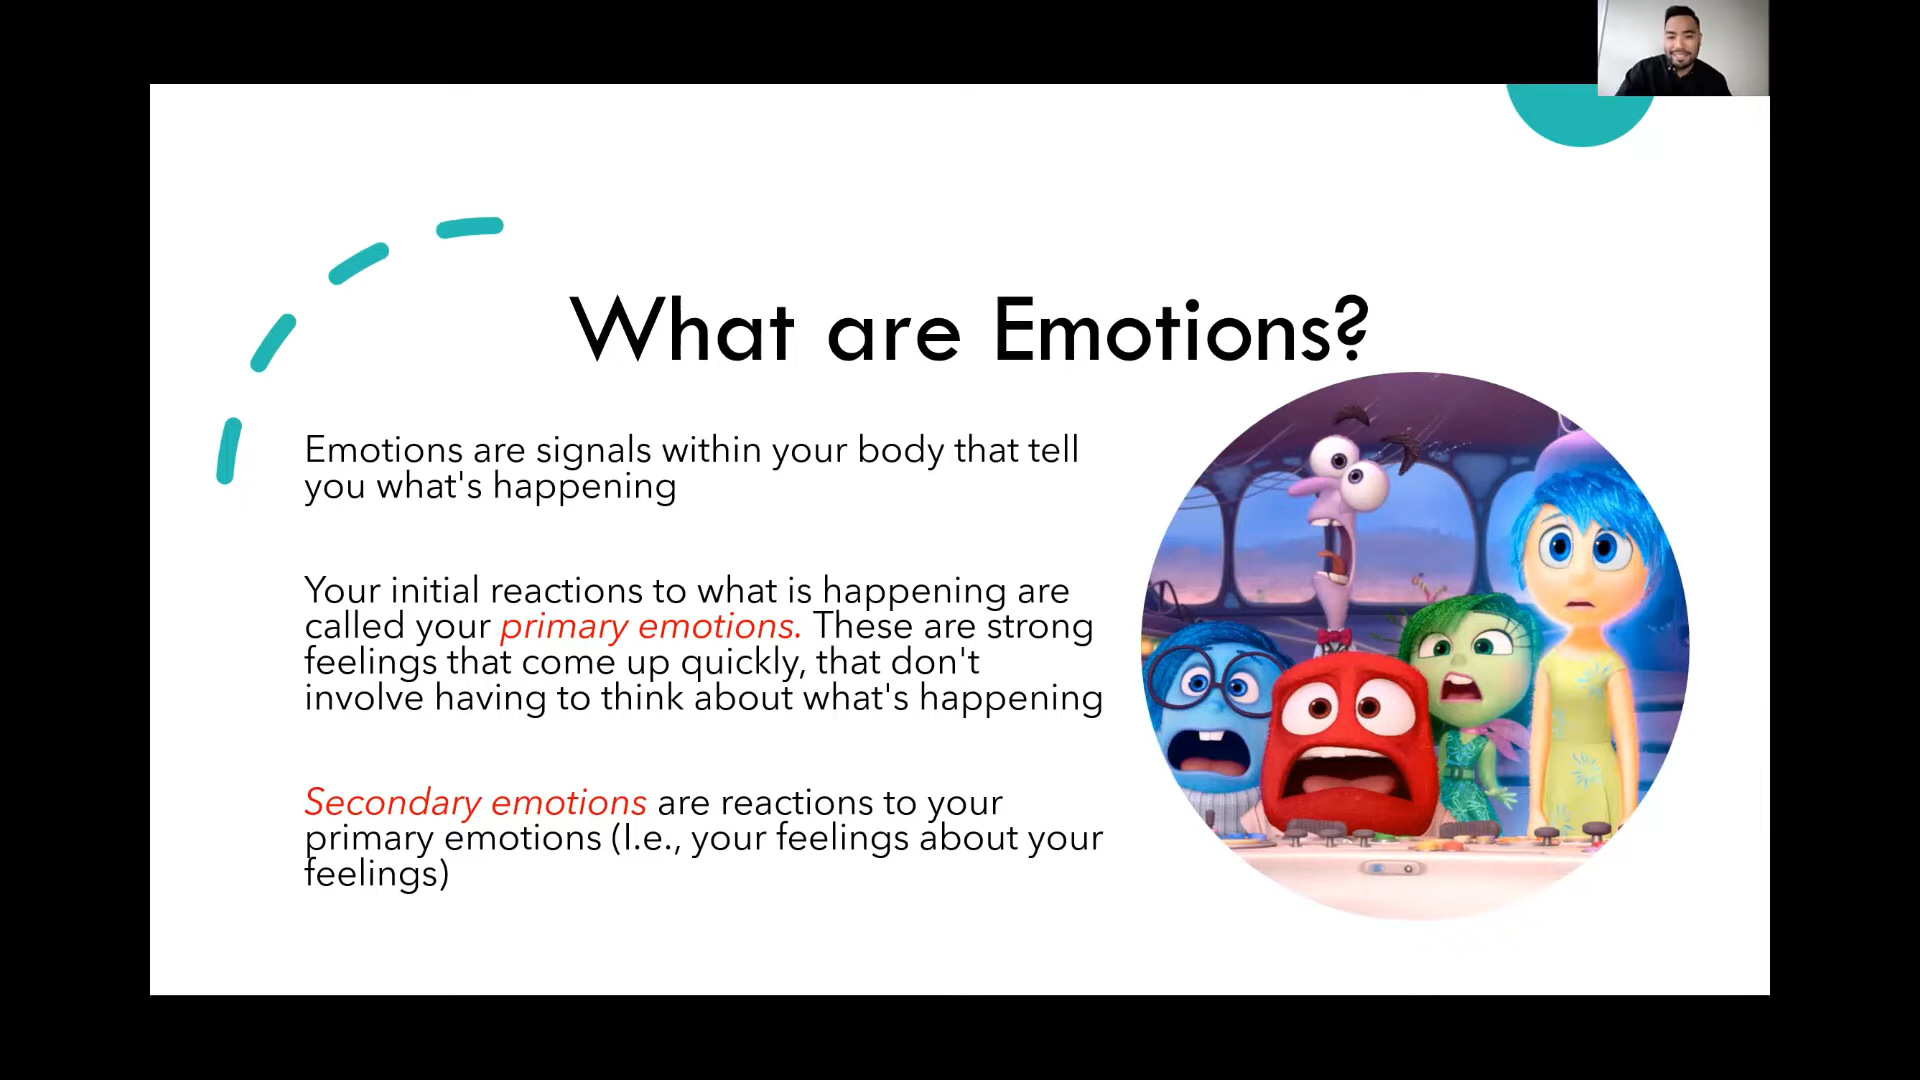 What are Emotions?
Emotions are signals within your body that tell
you what's happening
Your initial reactions to what is happening are
called your primary emotions. These are strong
feelings that come up quickly, that don't
involve having to think about what's happening
Secondary emotions are reactions to your
primary emotions (I.e., your feelings about your
feelings)